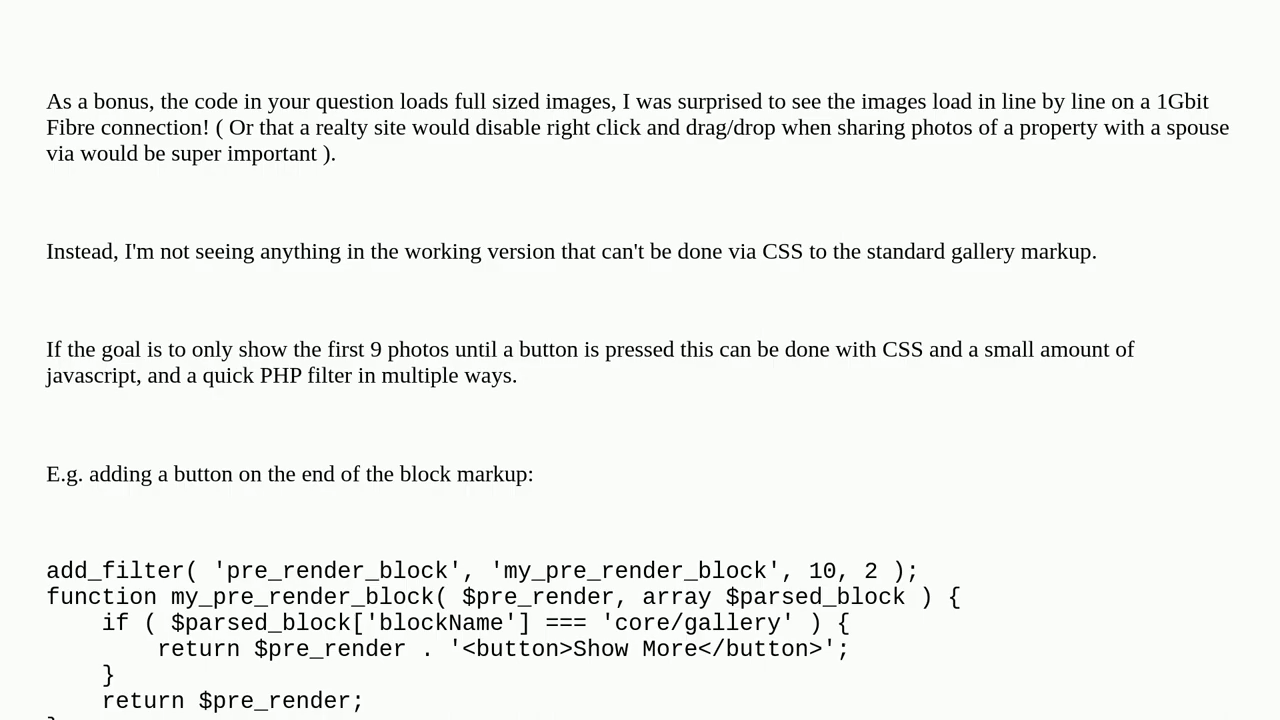 As a bonus, the code in your question loads full sized images, I was surprised to see the images load in line by line on a 1Gbit
Fibre connection! ( Or that a realty site would disable right click and drag/drop when sharing photos of a property with a spouse
via would be super important ).
Instead, I'm not seeing anything in the working version that can't be done via CSS to the standard gallery markup.
If the goal is to only show the first 9 photos until a button is pressed this can be done with CSS and a small amount of
javascript, and a quick PHP filter in multiple ways.
E.g. adding a button on the end of the block markup:
add_filter( 'pre_render_block', 'my_pre_render_block', 10, 2 );
function my_pre_render_block( $pre_render, array $parsed_block ) {
    if ( $parsed_block['blockName'] === 'core/gallery' ) {
        return $pre_render . '<button>Show More</button>';
    }
    return $pre_render;
}